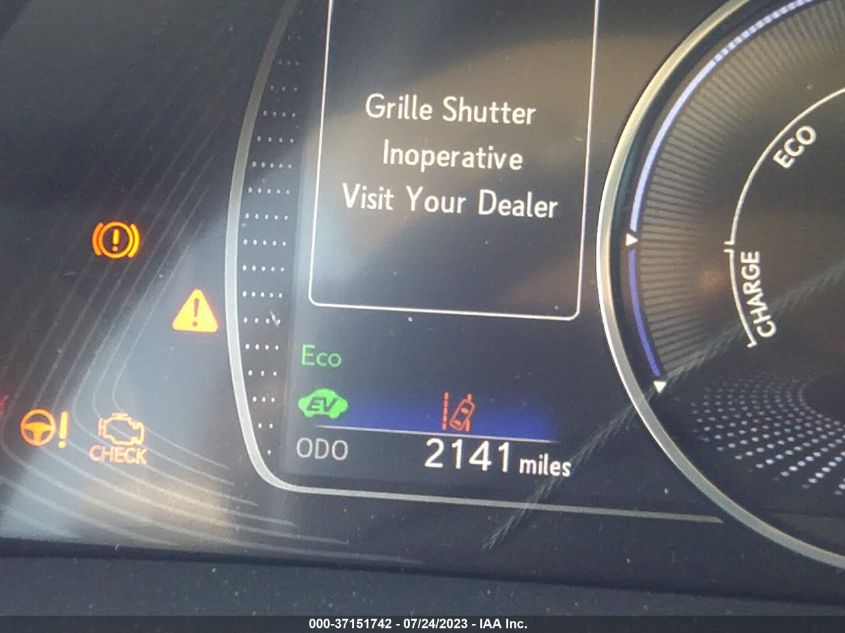 Grille Shutter
Inoperative
Visit Your Dealer
ECO
CHARGE
Eco
EV
CHECK
ODO 2141 miles
000-37151742 - 07/24/2023 - IAA Inc.